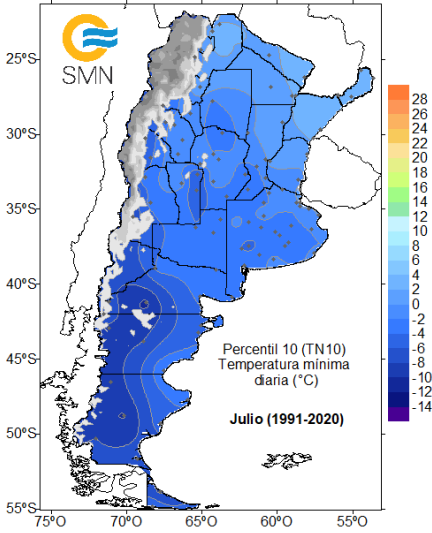 SMN
25°S
30°S
35°S
40°S
45°S
50°S
55°S
75°O
70°O
65°O
60°O
55°O
28
26
24
22
20
18
16
14
12
10
8
6
4
2
0
-2
-4
-6
-8
-10
-12
-14
Percentil 10 (TN10)
Temperatura mínima
diaria (°C)
Julio (1991-2020)